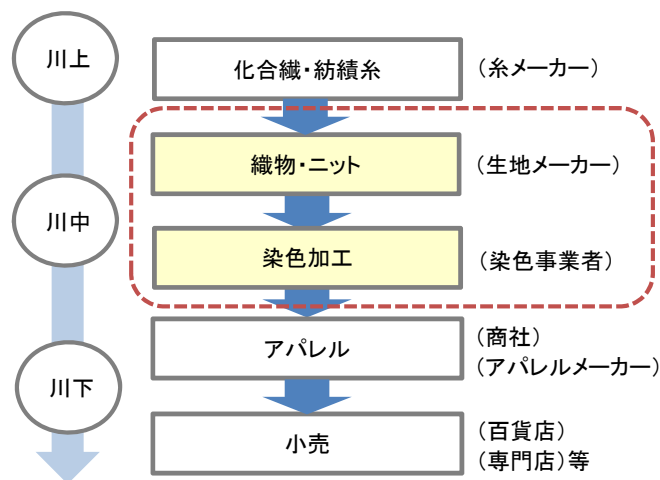 川上
化合繊・紡績糸
(糸メーカー)
織物・ニット
(生地メーカー)
川中
染色加工
(染色事業者)
アパレル
(商社)
(アパレルメーカー)
川下
小売
(百貨店)
(専門店)等